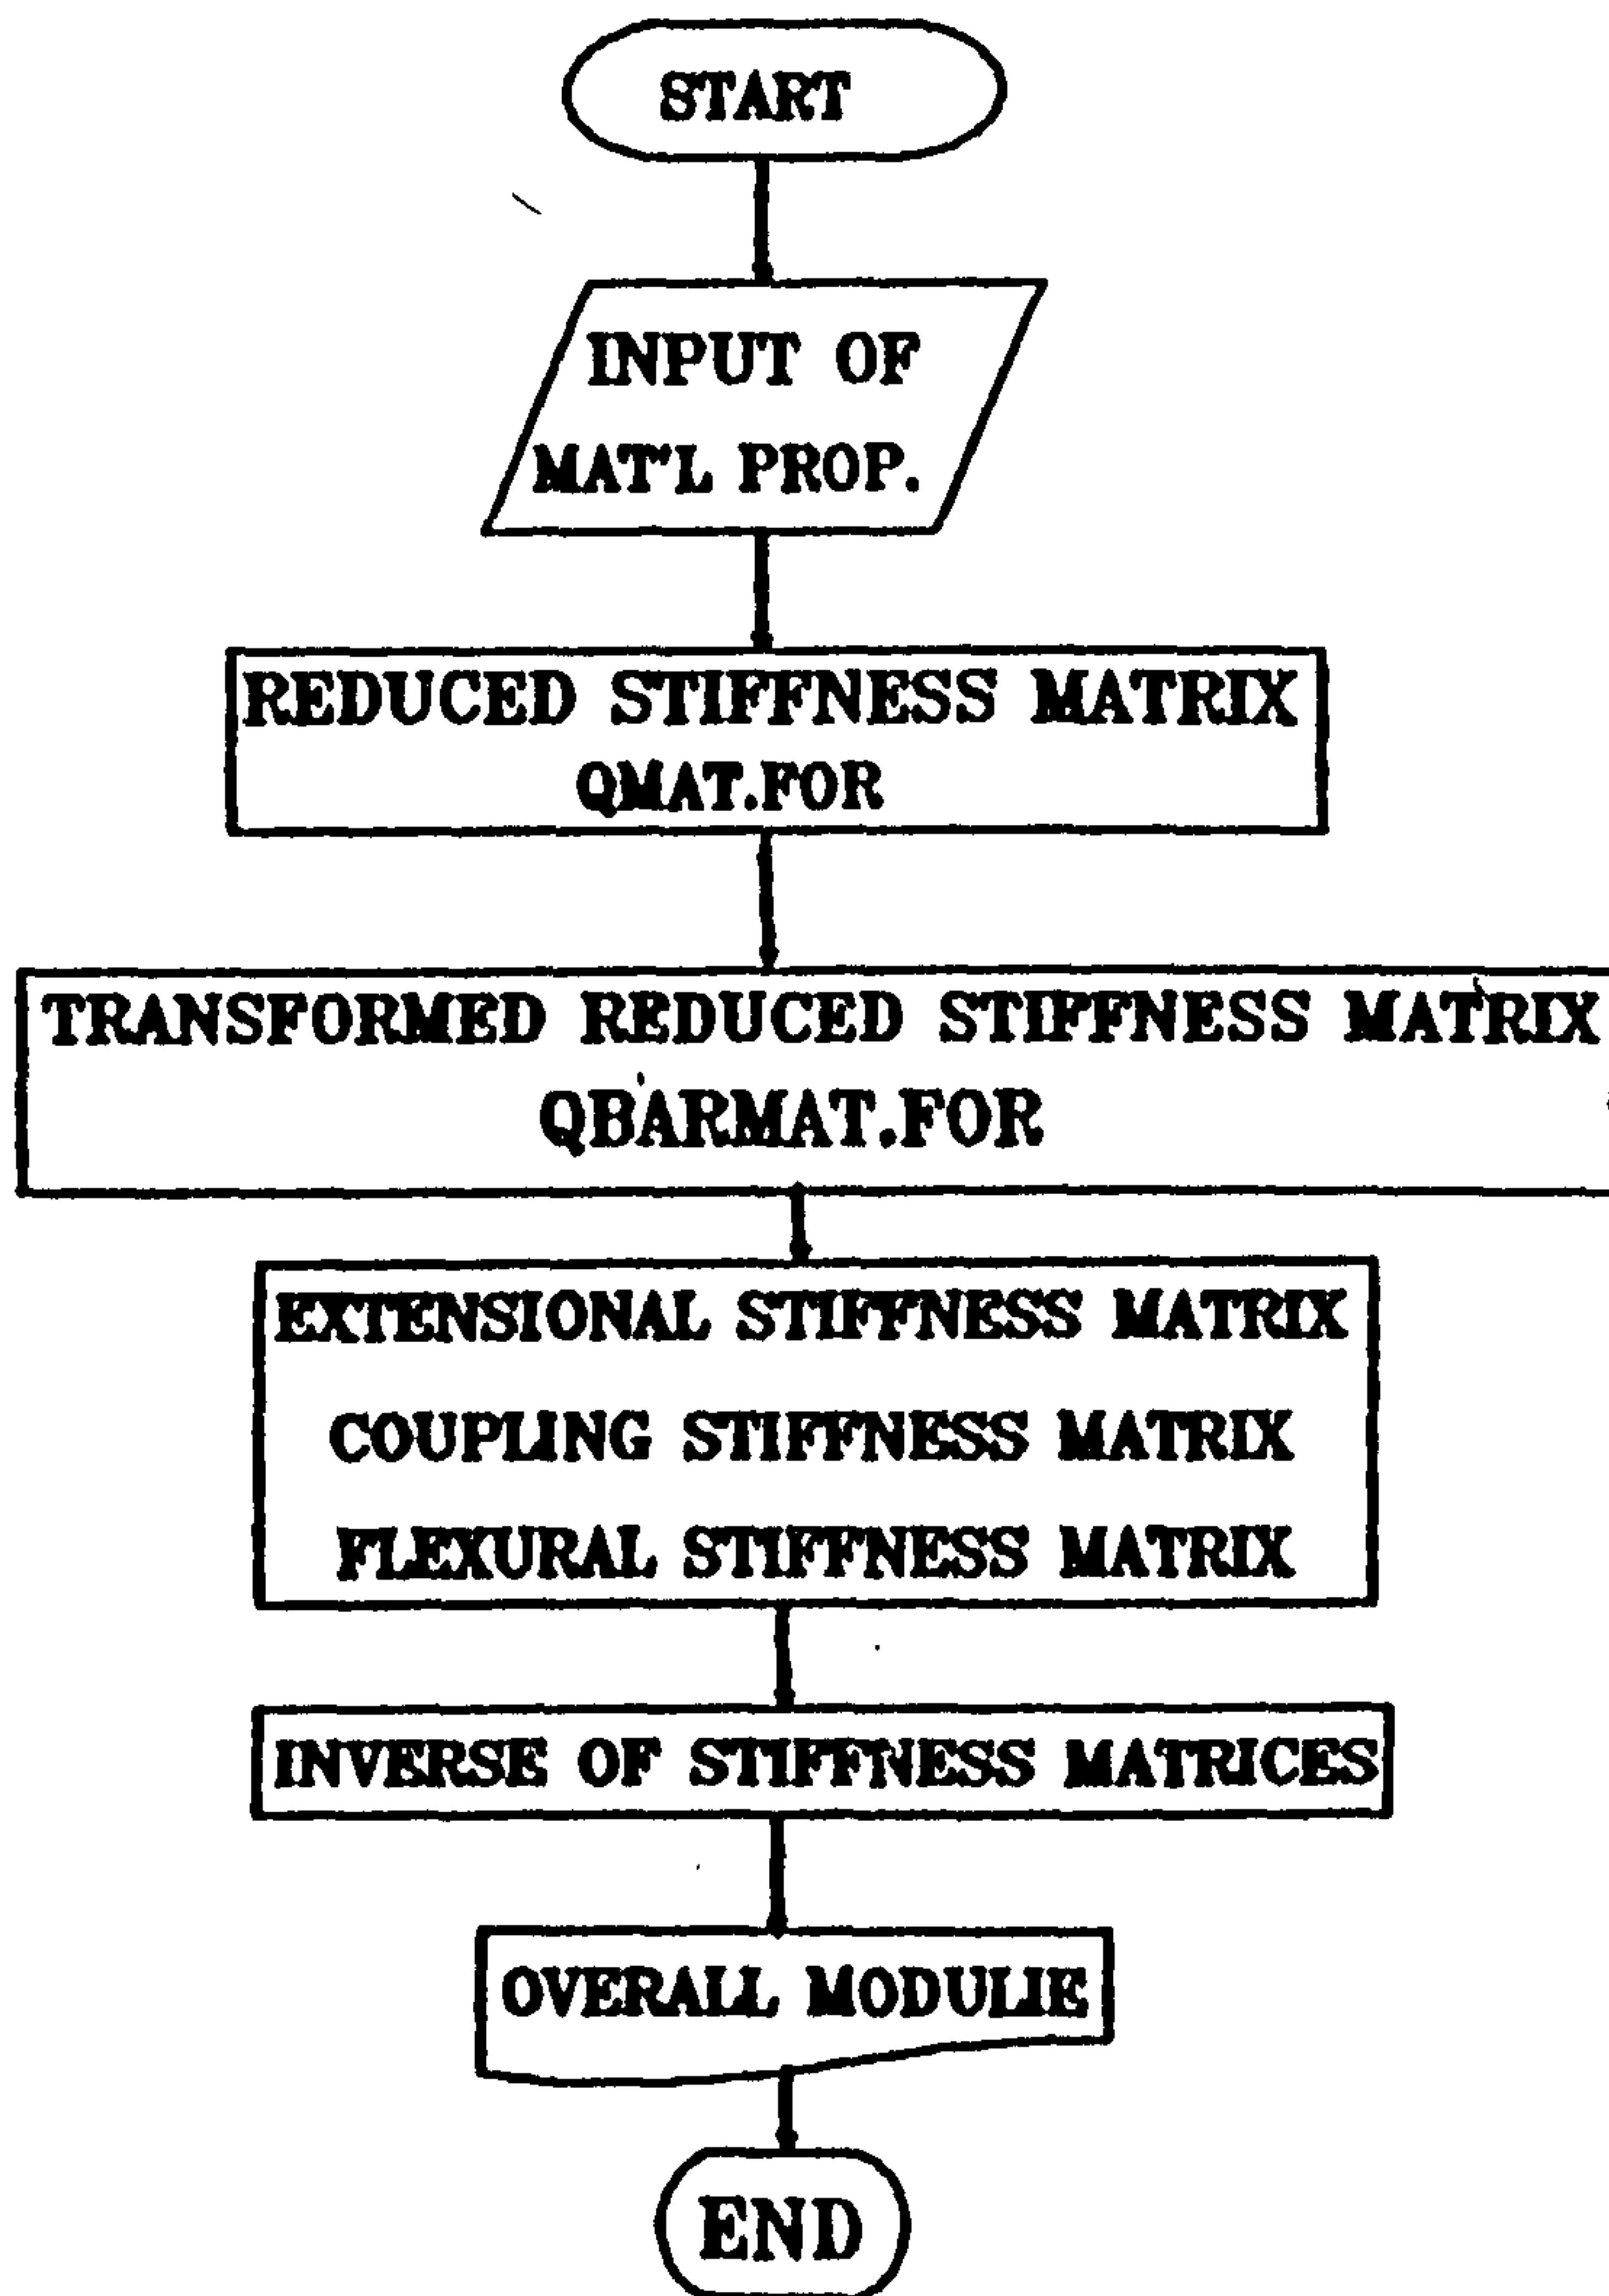 START
INPUT OF
MAT'L PROP.
REDUCED STIFFNESS MATRIX
QMAT.FOR
TRANSFORMED REDUCED STIFFNESS MATRIX
QBARMAT.FOR
EXTENSIONAL STIFFNESS MATRIX
COUPLING STIFFNESS MATRIX
FLEXURAL STIFFNESS MATRIX
INVERSE OF STIFFNESS MATRICES
OVERALL MODULIE
END